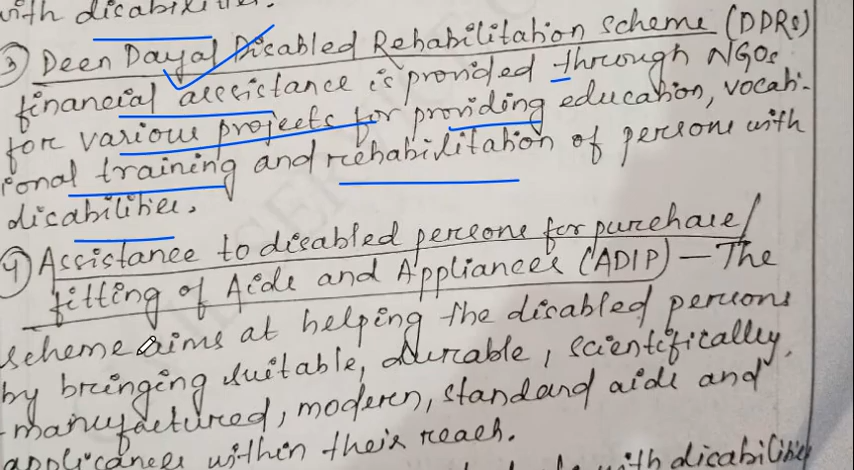 with disabilities.
③ Deen Dayal Disabled Rehabilitation Scheme (DDRS)
financial assistance is provided through NGOs
for various projects for providing education, vocati-
ional training and rehabilitation of persons with
disabilities.
④ Assistance to disabled persons for purchase/
fitting of Aids and Appliances (ADIP) – The
scheme aims at helping the disabled persons
by bringing suitable, durable, scientifically,
manufactured, modern, standard aids and
appliances within their reach.
with disabilities